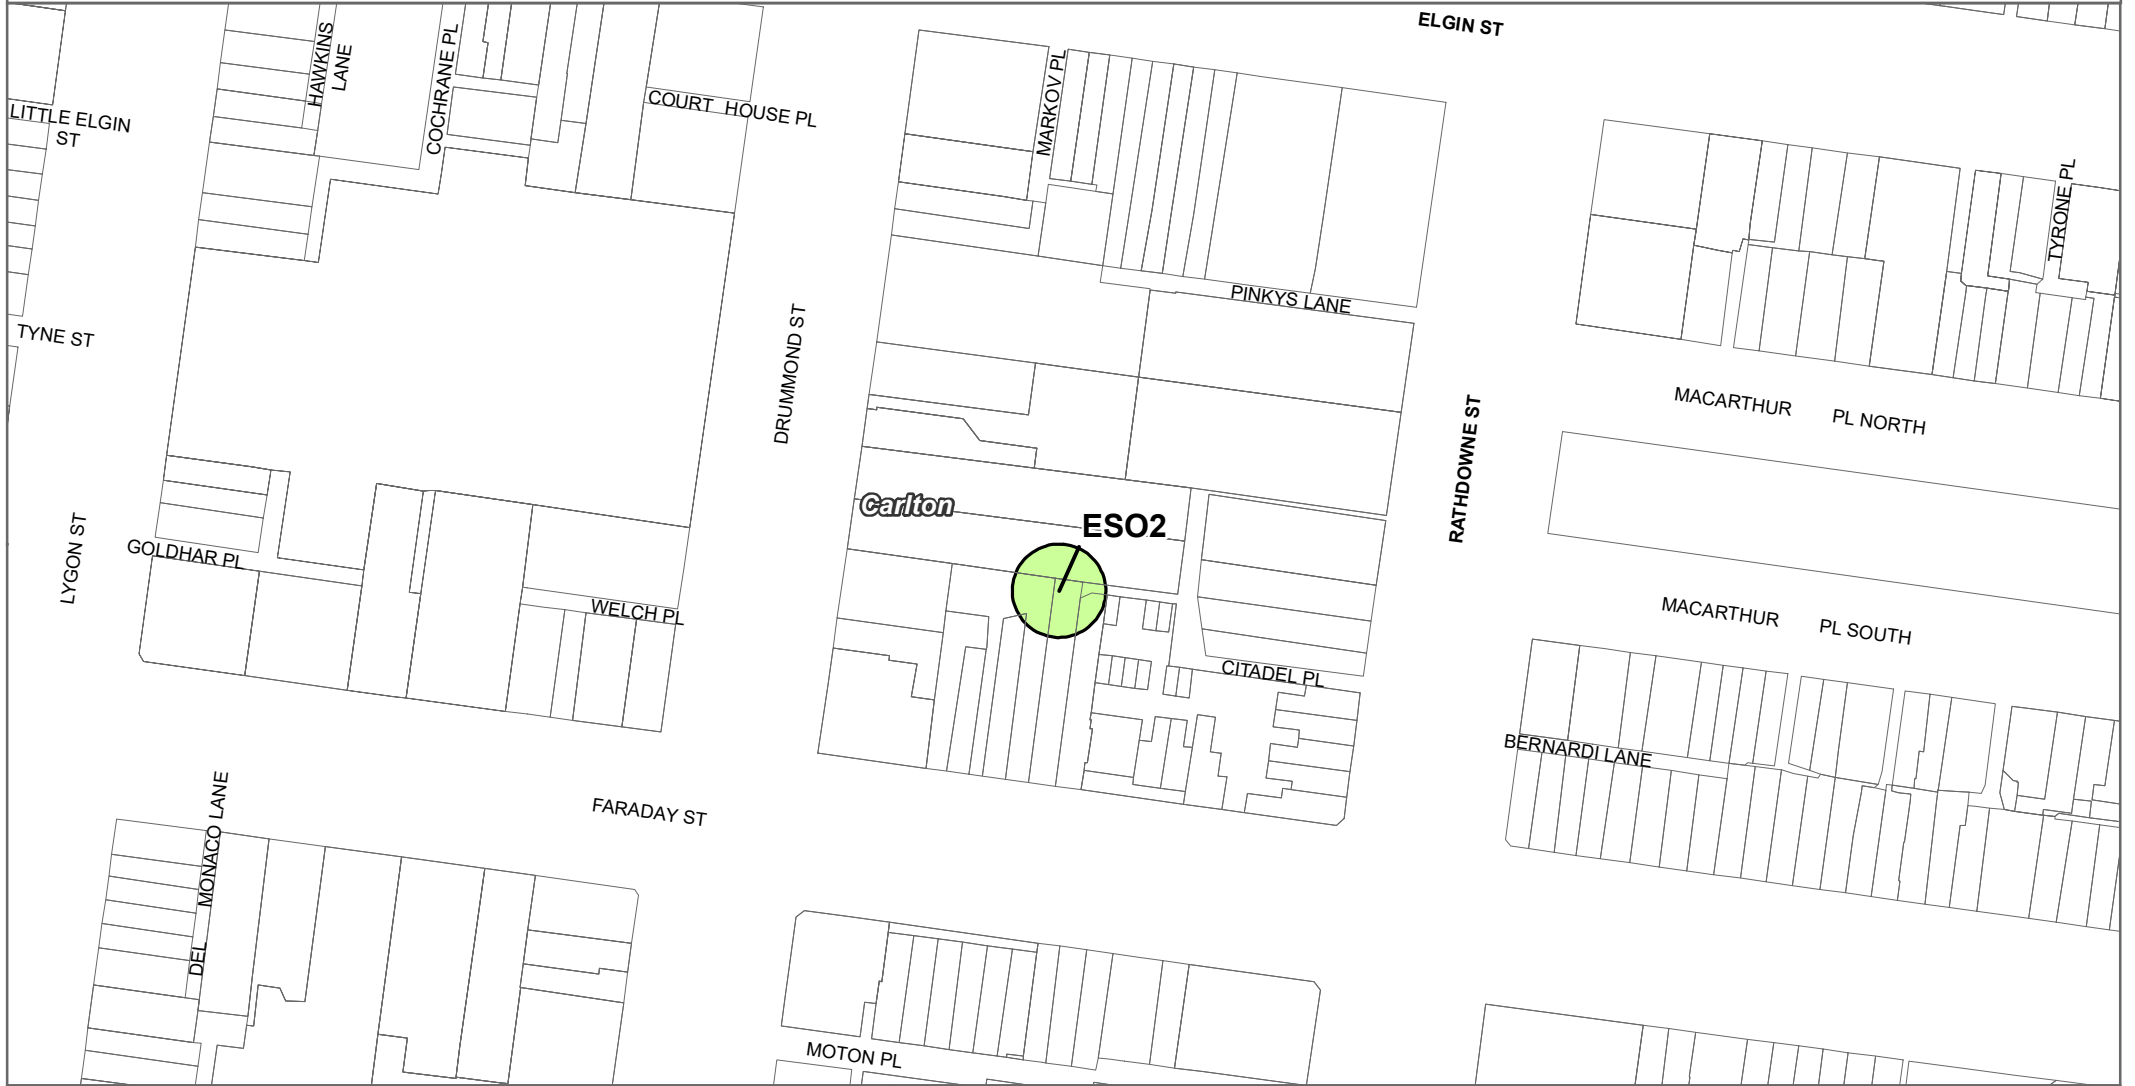 ELGIN ST
HAWKINS
LANE
COCHRANE PL
MARKOV PL
COURT HOUSE PL
LITTLE ELGIN
ST
TYRONE PL
PINKYS LANE
TYNE ST
DRUMMOND ST
MACARTHUR PL NORTH
RATHDOWNE ST
Carlton
ESO2
LYGON ST
GOLDHAR PL
WELCH PL
MACARTHUR PL SOUTH
CITADEL PL
BERNARDI LANE
FARADAY ST
DEL MONACO LANE
MOTON PL